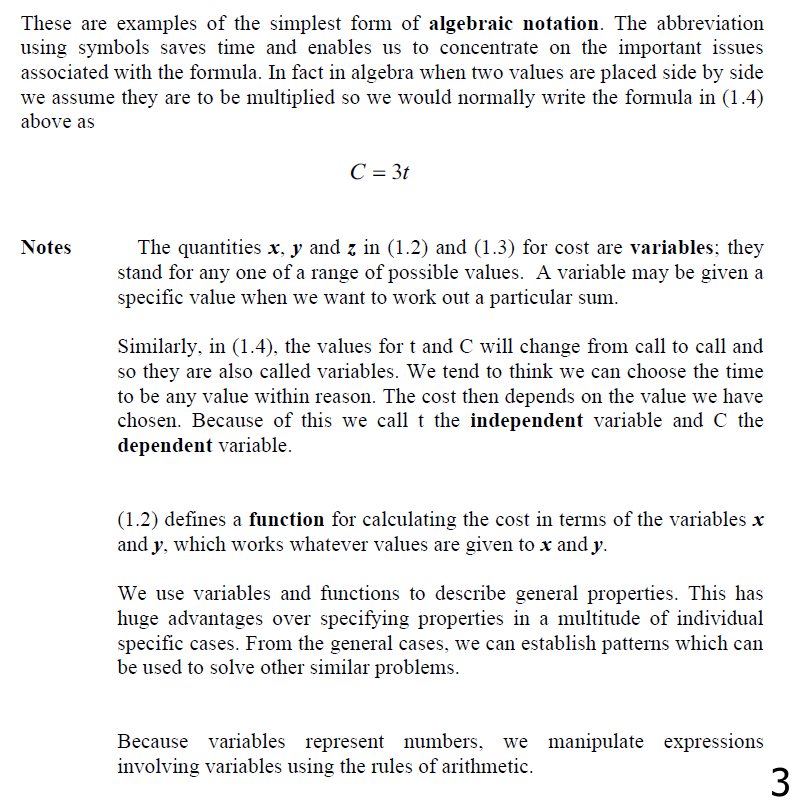 These are examples of the simplest form of algebraic notation. The abbreviation
using symbols saves time and enables us to concentrate on the important issues
associated with the formula. In fact in algebra when two values are placed side by side
we assume they are to be multiplied so we would normally write the formula in (1.4)
above as
C = 3t
Notes The quantities x, y and z in (1.2) and (1.3) for cost are variables; they
stand for any one of a range of possible values. A variable may be given a
specific value when we want to work out a particular sum.
Similarly, in (1.4), the values for t and C will change from call to call and
so they are also called variables. We tend to think we can choose the time
to be any value within reason. The cost then depends on the value we have
chosen. Because of this we call t the independent variable and C the
dependent variable.
(1.2) defines a function for calculating the cost in terms of the variables x
and y, which works whatever values are given to x and y.
We use variables and functions to describe general properties. This has
huge advantages over specifying properties in a multitude of individual
specific cases. From the general cases, we can establish patterns which can
be used to solve other similar problems.
Because variables represent numbers, we manipulate expressions
involving variables using the rules of arithmetic.
3